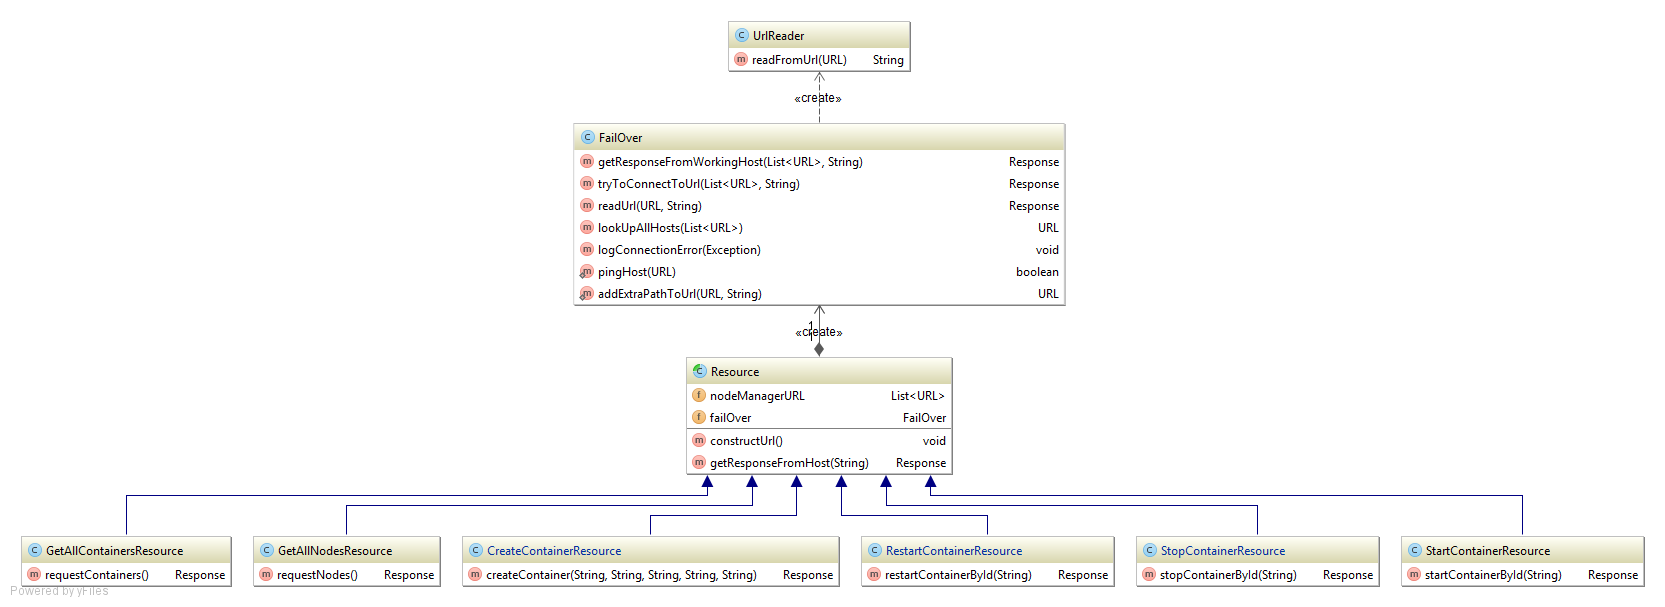 C UrlReader
m readFromUrl(URL) String
«create»
C FailOver
m getResponseFromWorkingHost(List<URL>, String) Response
m tryToConnectToUrl(List<URL>, String) Response
m readUrl(URL, String) Response
m lookUpAllHosts(List<URL>) URL
m logConnectionError(Exception) void
m pingHost(URL) boolean
m addExtraPathToUrl(URL, String) URL
1
«create»
C Resource
f nodeManagerURL List<URL>
f failOver FailOver
m constructUrl() void
m getResponseFromHost(String) Response
C GetAllContainersResource
m requestContainers() Response
C GetAllNodesResource
m requestNodes() Response
C CreateContainerResource
m createContainer(String, String, String, String, String) Response
C RestartContainerResource
m restartContainerById(String) Response
C StopContainerResource
m stopContainerById(String) Response
C StartContainerResource
m startContainerById(String) Response
Powered by yFiles